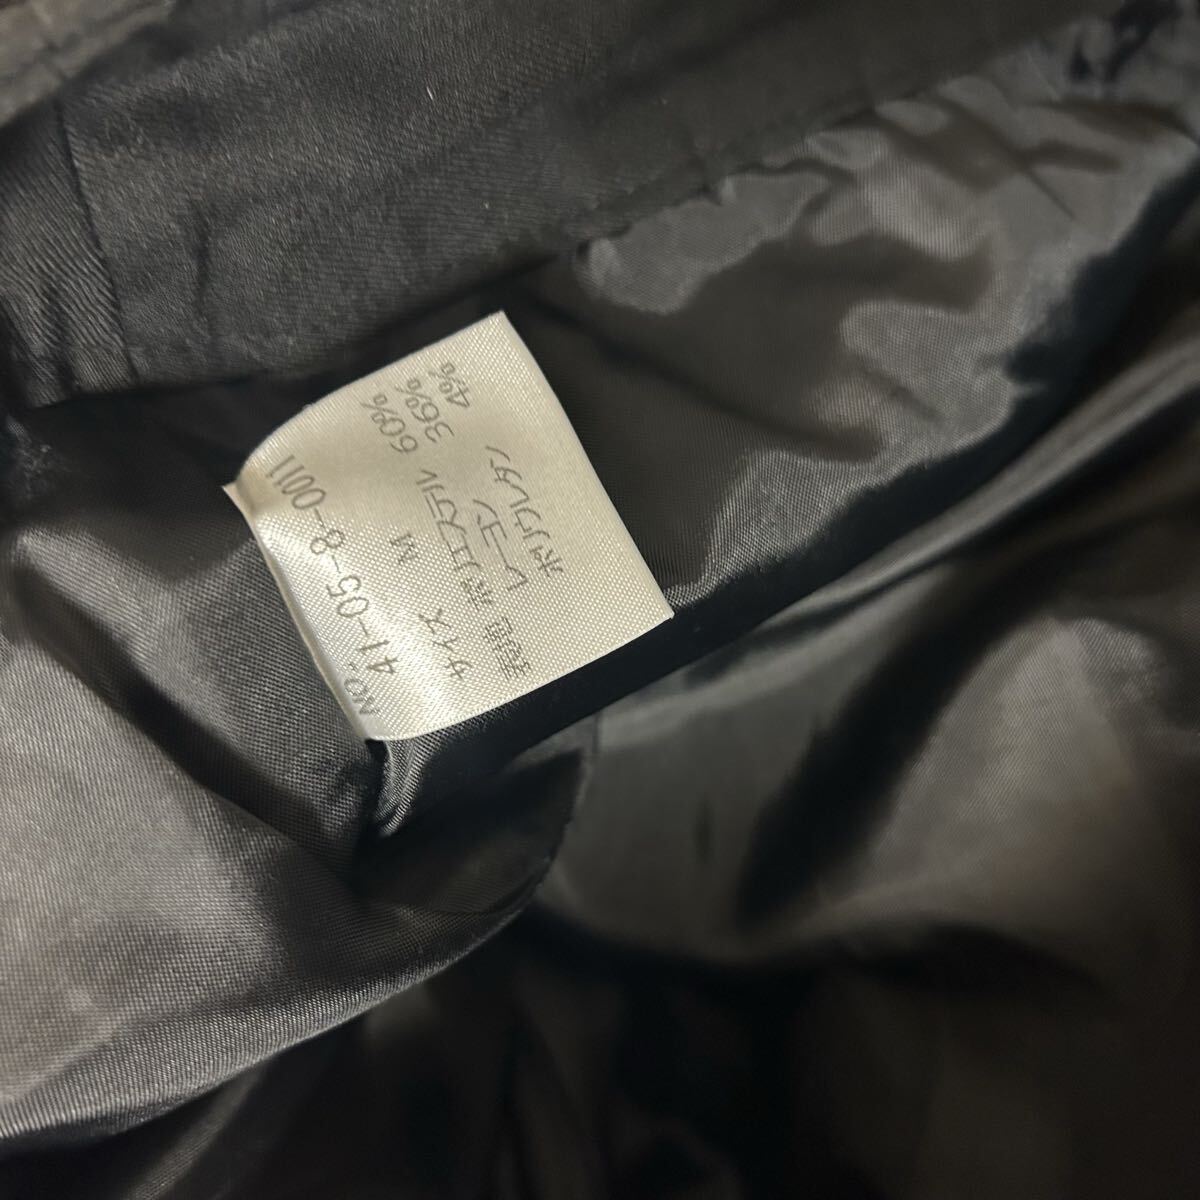 NO. 41-05-8-0011
サイズ M
表面 ポリエステル 60%
レーヨン 36%
ポリウレタン 4%